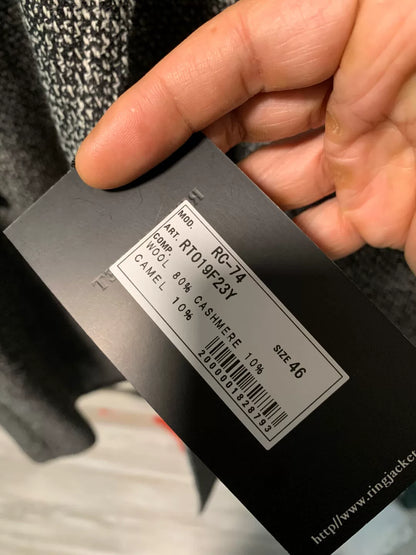 MOD. RC-74
ART. RT019F23Y
COMP.
WOOL 80% CASHMERE 10%
CAMEL 10%
SIZE 46
2000001828793
http//www.ringjacket